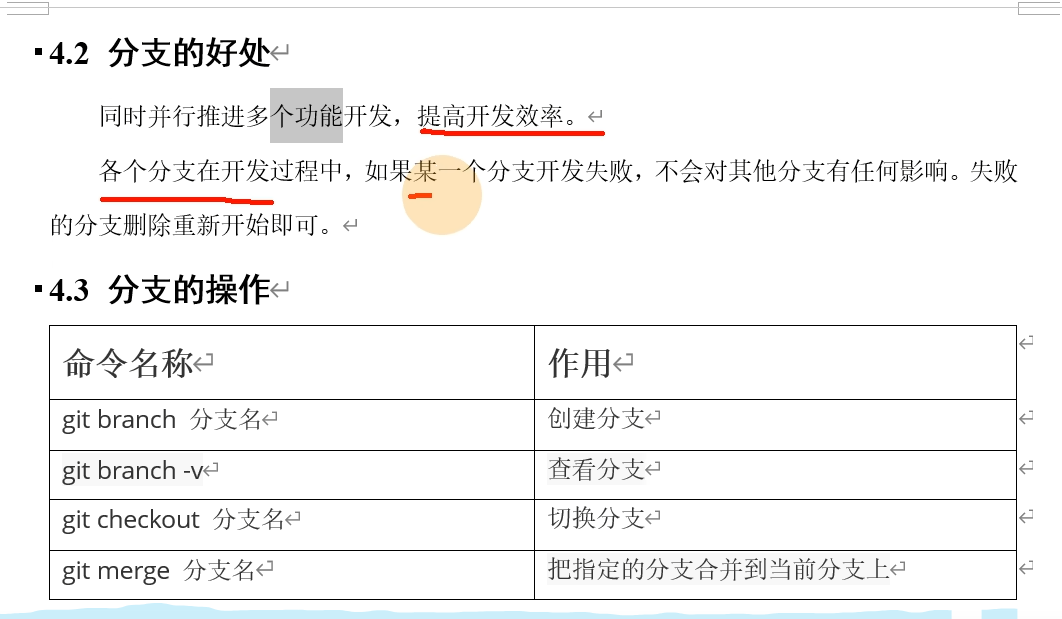 4.2 分支的好处
同时并行推进多个功能开发，提高开发效率。
各个分支在开发过程中，如果某一个分支开发失败，不会对其他分支有任何影响。失败
的分支删除重新开始即可。
4.3 分支的操作
命令名称 作用
git branch 分支名 创建分支
git branch -v 查看分支
git checkout 分支名 切换分支
git merge 分支名 把指定的分支合并到当前分支上